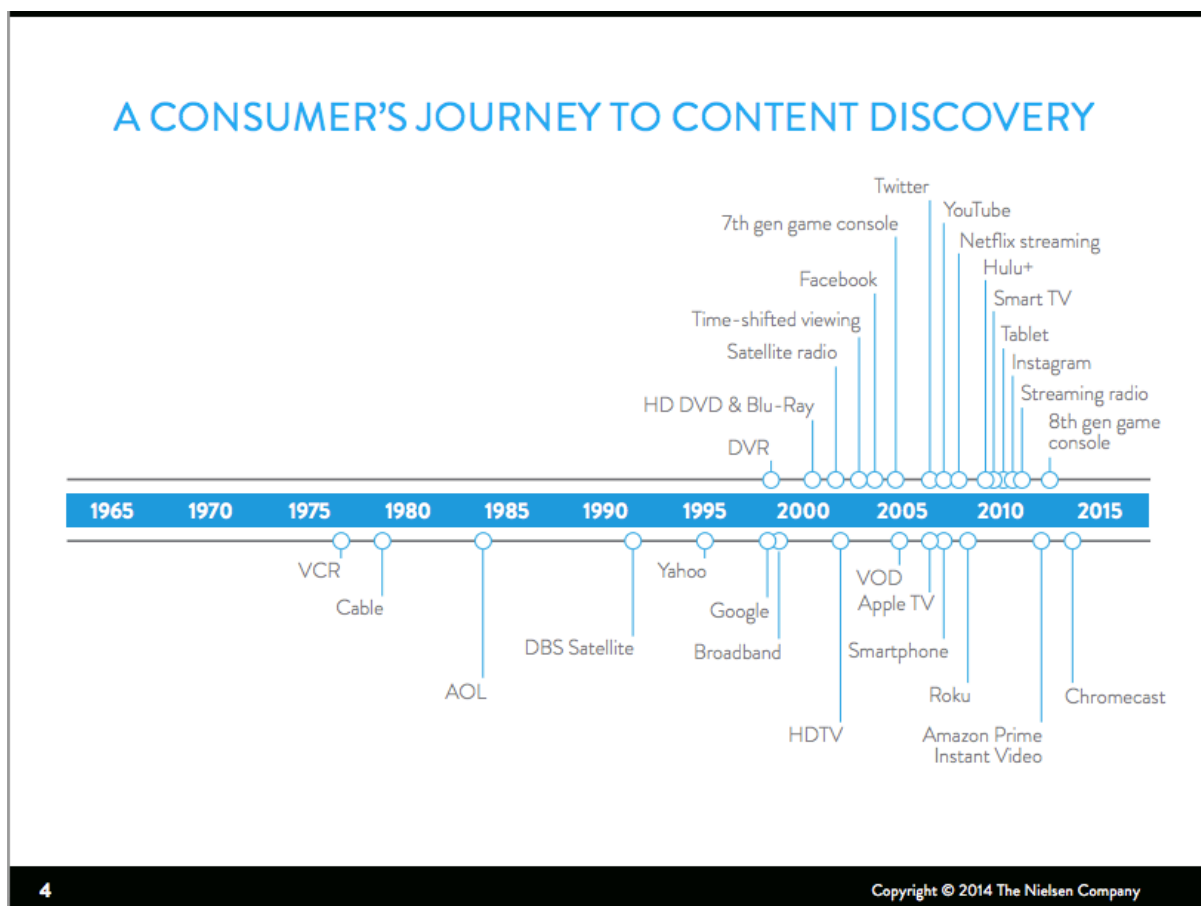 A CONSUMER'S JOURNEY TO CONTENT DISCOVERY
Twitter
YouTube
7th gen game console
Netflix streaming
Hulu+
Facebook
Smart TV
Time-shifted viewing
Tablet
Satellite radio
Instagram
Streaming radio
HD DVD & Blu-Ray
8th gen game
console
DVR
1965 1970 1975 1980 1985 1990 1995 2000 2005 2010 2015
VCR
Yahoo
VOD
Cable
Google
Apple TV
DBS Satellite
Broadband
Smartphone
AOL
Roku
Chromecast
HDTV
Amazon Prime
Instant Video
4
Copyright © 2014 The Nielsen Company